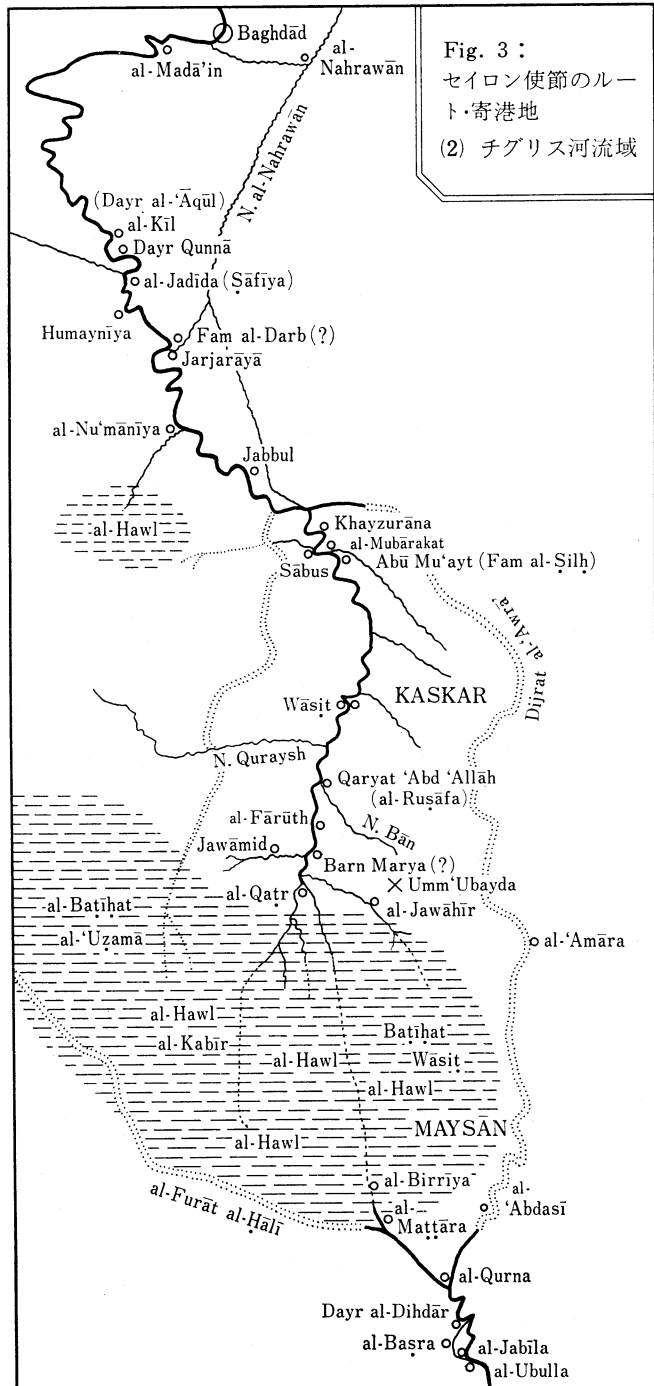 Fig. 3：
セイロン使節のルー
ト・寄港地
(2) チグリス河流域
Baghdād
al-Madā'in
al-
Nahrawān
N. al-Nahrawān
(Dayr al-‘Āqūl)
al-Kīl
Dayr Qunnā
al-Jadīda (Ṣāfīya)
Humaynīya
Fam al-Darb (?)
Jarjarāyā
al-Nu‘mānīya
Jabbul
al-Hawl
Khayzurāna
al-Mubārakat
Sābus
Abū Mu‘ayt (Fam al-Ṣilḥ)
Dijrat al-‘Awrā’
Wāsiṭ
KASKAR
N. Quraysh
Qaryat ‘Abd ‘Allāh
(al-Ruṣāfa)
al-Fārūth
N. Bān
Jawāmid
Barn Marya (?)
Umm‘Ubayda
al-Qaṭr
al-Jawāhīr
al-Baṭīḥat
al-‘Uẓamā
al-‘Amāra
al-Hawl
al-Kabīr
Baṭīḥat
Wāsiṭ
al-Hawl
al-Hawl
al-Hawl
MAYSĀN
al-Birrīya
al-Furāt al-Ḥālī
al-
Maṭṭāra
al-
‘Abdasī
al-Qurna
Dayr al-Dihdār
al-Baṣra
al-Jabīla
al-Ubulla